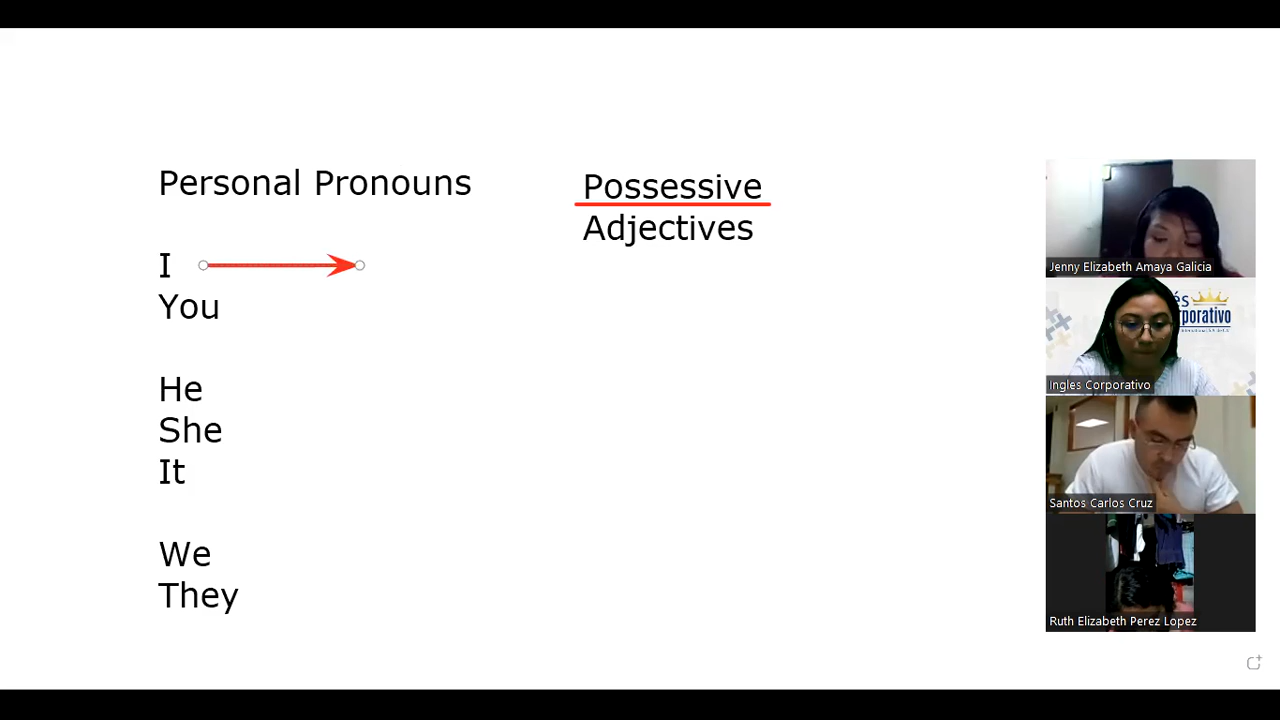 Personal Pronouns
Possessive
Adjectives
I
You
He
She
It
We
They
Jenny Elizabeth Amaya Galicia
Ingles Corporativo
Santos Carlos Cruz
Ruth Elizabeth Perez Lopez